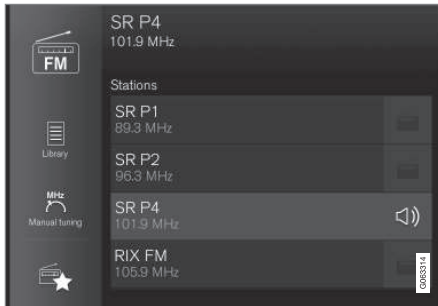 FM
Library
MHz
Manual tuning
SR P4
101.9 MHz
Stations
SR P1
89.3 MHz
SR P2
96.3 MHz
SR P4
101.9 MHz
RIX FM
105.9 MHz
G063314